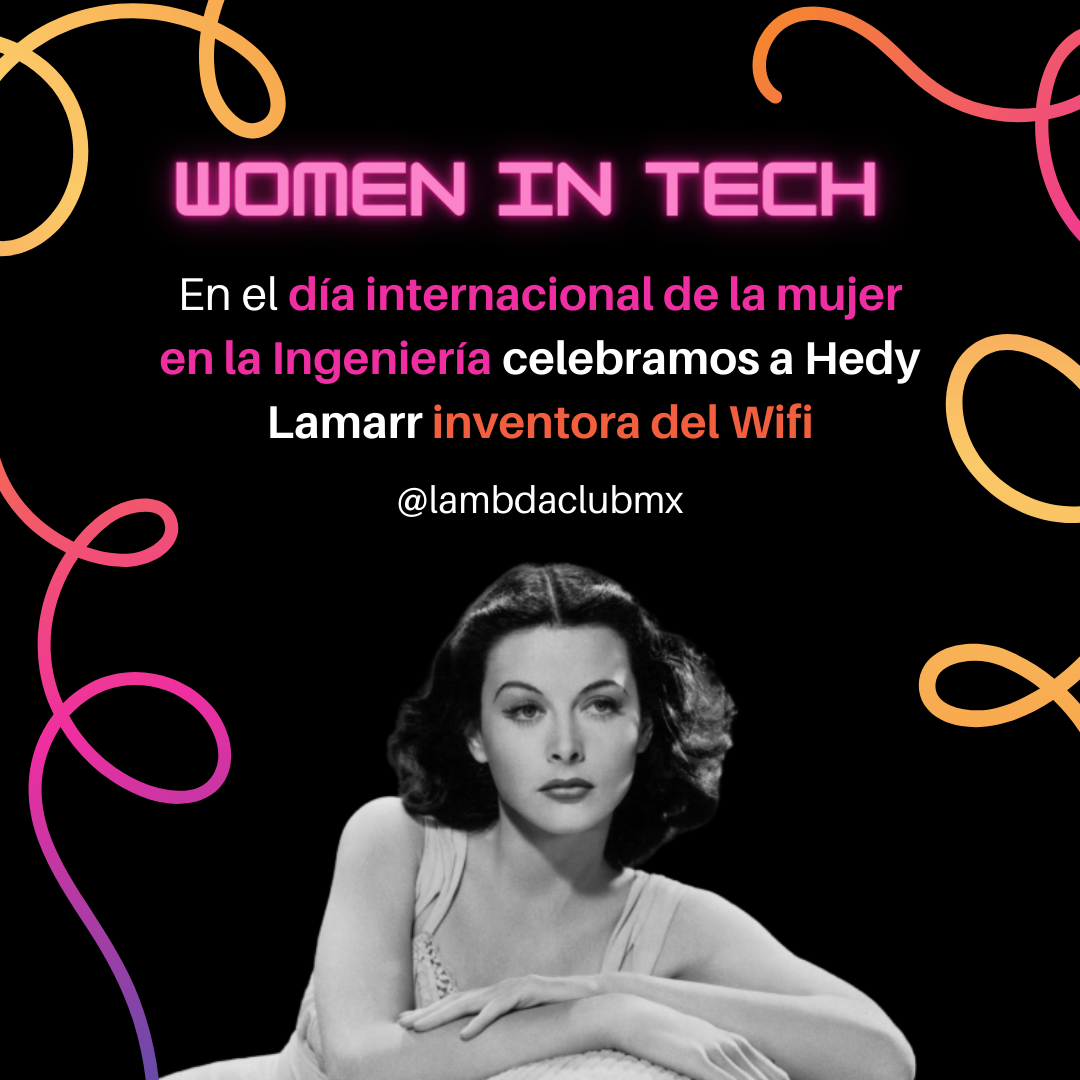 WOMEN IN TECH
En el día internacional de la mujer
en la Ingeniería celebramos a Hedy
Lamarr inventora del Wifi
@lambdaclubmx